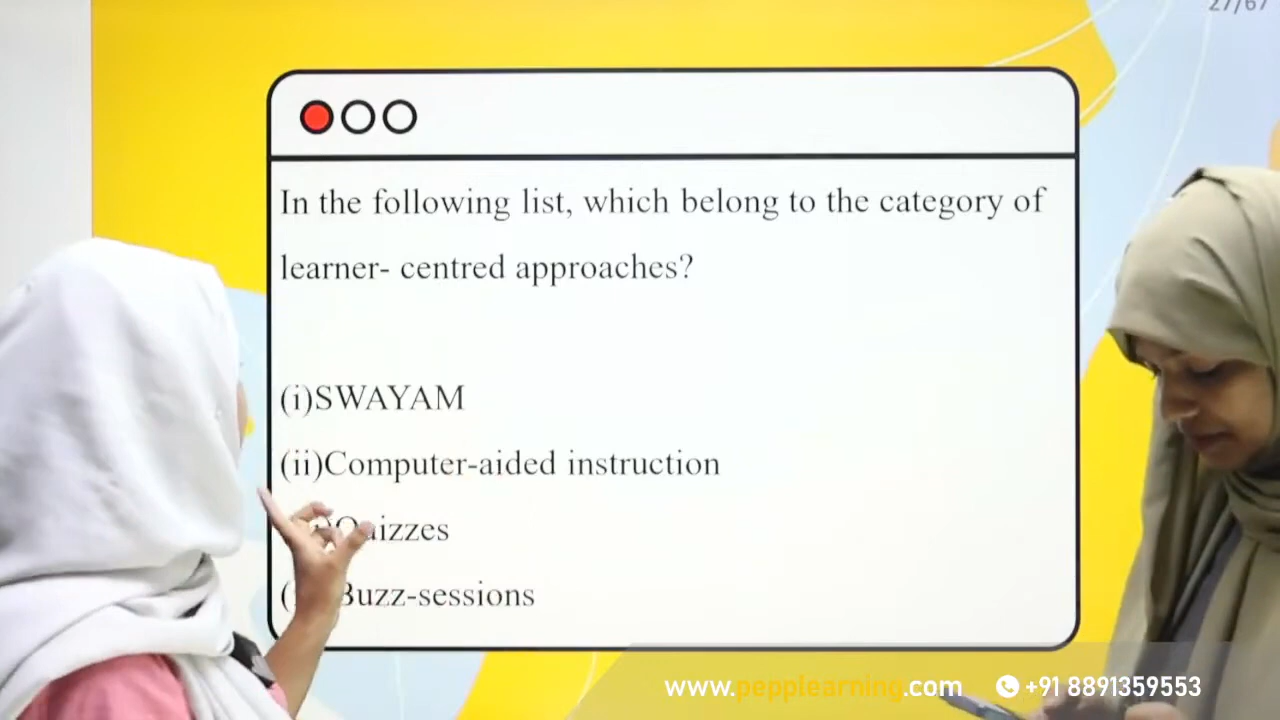 27/67
In the following list, which belong to the category of
learner- centred approaches?
(i)SWAYAM
(ii)Computer-aided instruction
Quizzes
Buzz-sessions
www.pepplearning.com
+91 8891359553